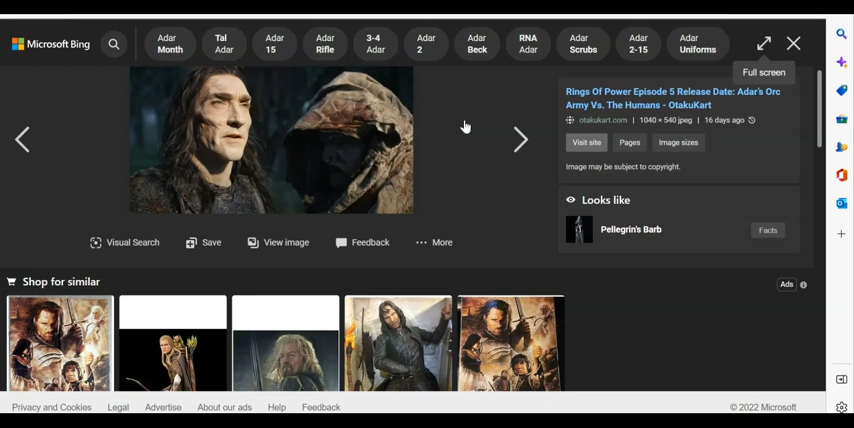 Microsoft Bing
Adar
Month
Tal
Adar
Adar
15
Adar
Rifle
3-4
Adar
Adar
2
Adar
Beck
RNA
Adar
Adar
Scrubs
Adar
2-15
Adar
Uniforms
Full screen
Rings Of Power Episode 5 Release Date: Adar's Orc
Army Vs. The Humans - OtakuKart
otakukart.com | 1040 × 540 jpeg | 16 days ago
Visit site Pages Image sizes
Image may be subject to copyright.
Looks like
Pellegrin's Barb Facts
Visual Search Save View image Feedback ··· More
Shop for similar Ads
Privacy and Cookies Legal Advertise About our ads Help Feedback © 2022 Microsoft